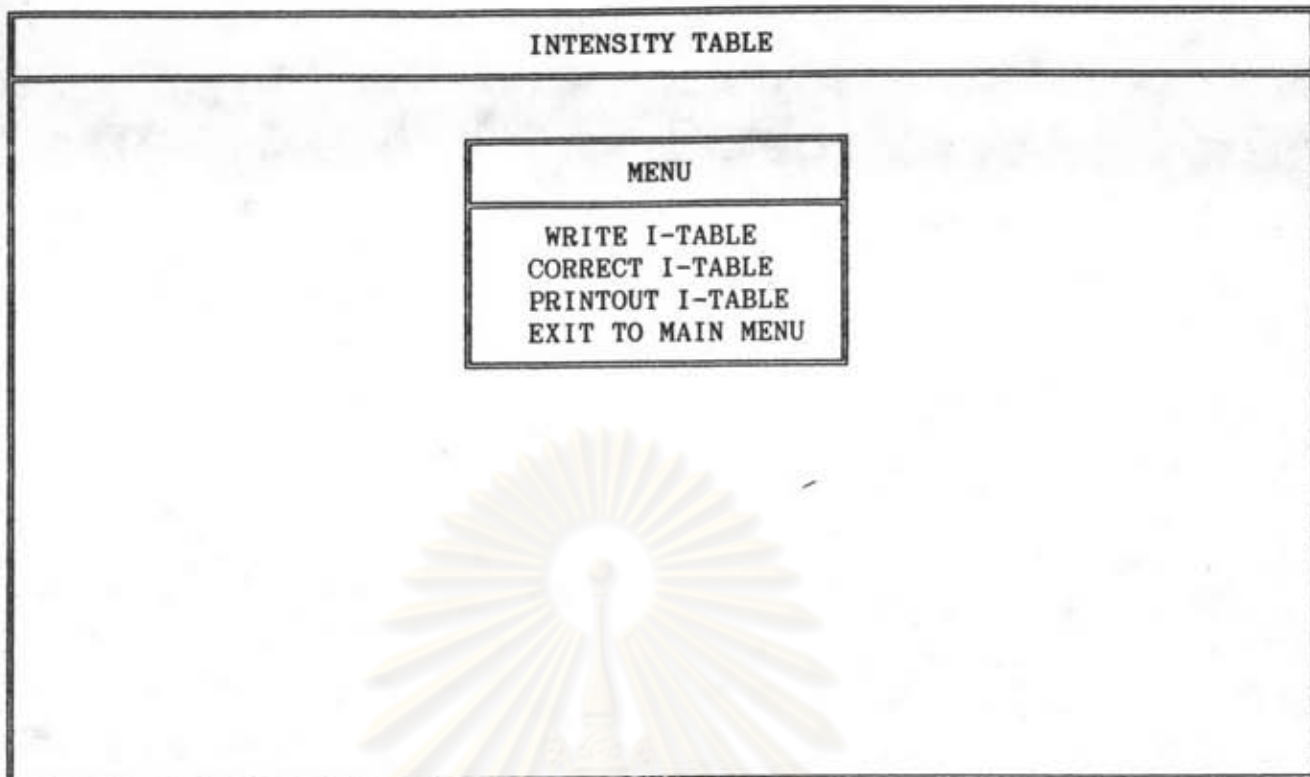 INTENSITY TABLE
MENU
WRITE I-TABLE
CORRECT I-TABLE
PRINTOUT I-TABLE
EXIT TO MAIN MENU